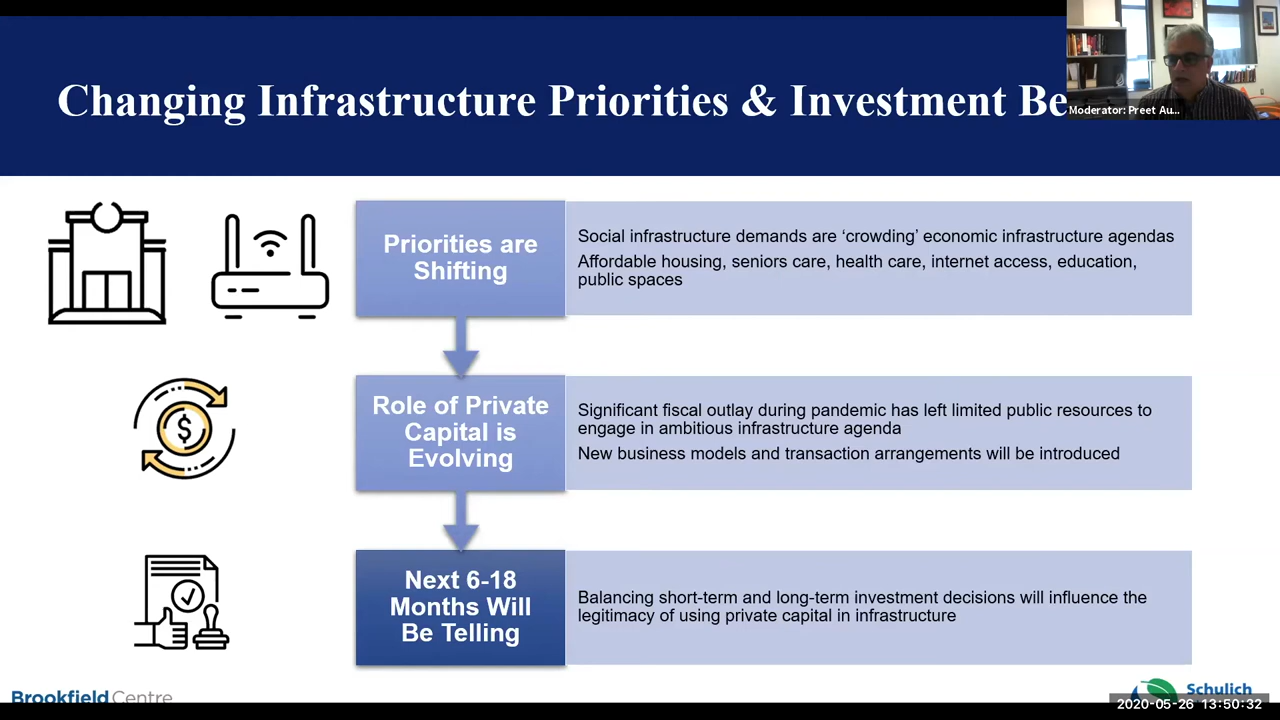 Changing Infrastructure Priorities & Investment Be
Moderator: Preet Au...
Priorities are
Shifting
Social infrastructure demands are ‘crowding’ economic infrastructure agendas
Affordable housing, seniors care, health care, internet access, education,
public spaces
$
Role of Private
Capital is
Evolving
Significant fiscal outlay during pandemic has left limited public resources to
engage in ambitious infrastructure agenda
New business models and transaction arrangements will be introduced
Next 6-18
Months Will
Be Telling
Balancing short-term and long-term investment decisions will influence the
legitimacy of using private capital in infrastructure
Brookfield Centre
Schulich
2020-05-26 13:50:32